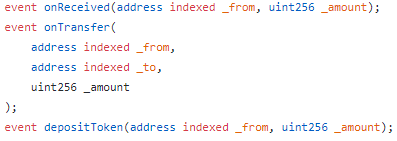 event onReceived(address indexed _from, uint256 _amount);
event onTransfer(
    address indexed _from,
    address indexed _to,
    uint256 _amount
);
event depositToken(address indexed _from, uint256 _amount);